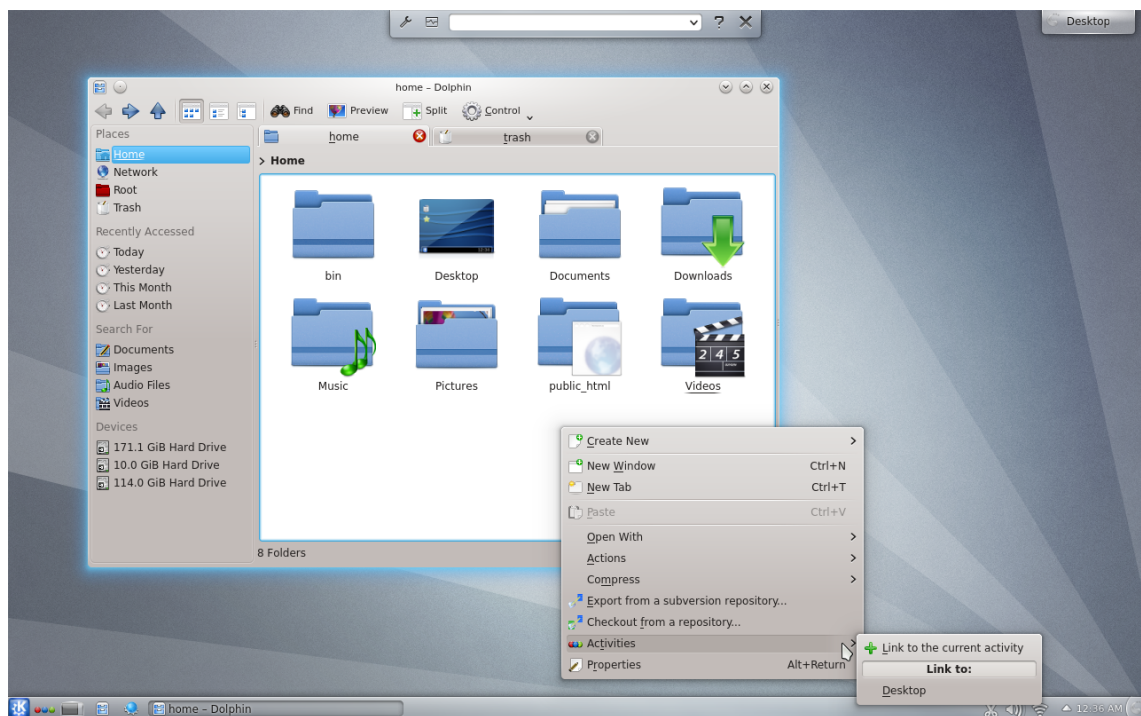 ?
Desktop
home – Dolphin
Find Preview Split Control
Places
home trash
Home
> Home
Network
Root
Trash
Recently Accessed
Today
Yesterday
This Month
Last Month
Search For
Documents
Images
Audio Files
Videos
Devices
171.1 GiB Hard Drive
10.0 GiB Hard Drive
114.0 GiB Hard Drive
bin Desktop Documents Downloads
2 4 5
Music Pictures public_html Videos
8 Folders
Create New >
New Window Ctrl+N
New Tab Ctrl+T
Paste Ctrl+V
Open With >
Actions >
Compress >
Export from a subversion repository...
Checkout from a repository...
Activities >
Properties Alt+Return
Link to the current activity
Link to:
Desktop
home – Dolphin
12:36 AM